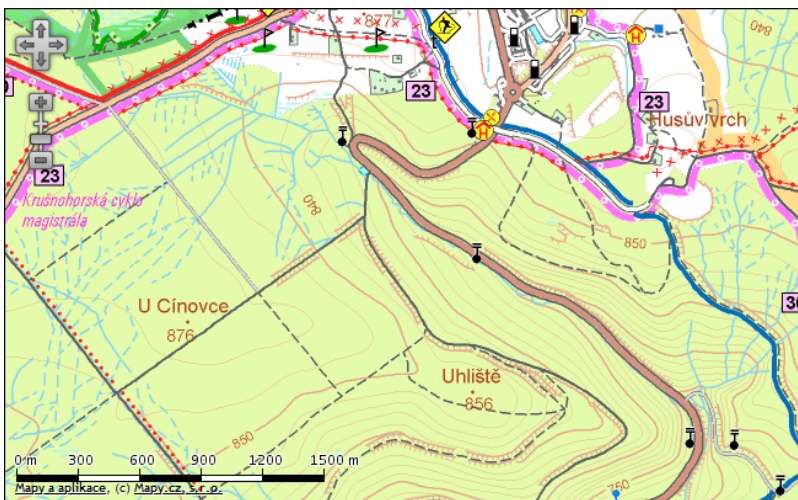 877
840
23
23
Husův vrch
23
Krušnohorská cyklo
magistrála
840
850
U Cínovce
876
30
Uhliště
856
850
750
0 m 300 600 900 1200 1500 m
Mapy a aplikace, (c) Mapy.cz, s.r.o.